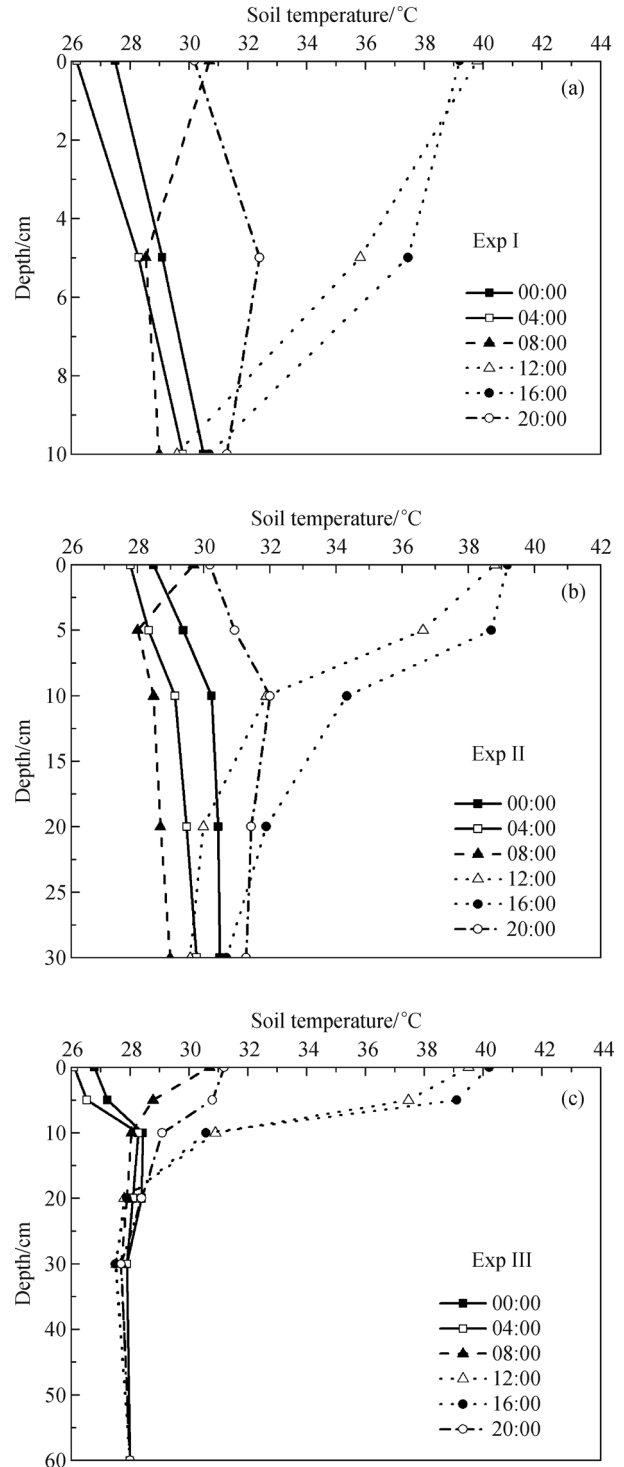 Soil temperature/°C
26 28 30 32 34 36 38 40 42 44
0
(a)
2
4
Depth/cm
6
8
10
Exp I
00:00
04:00
08:00
12:00
16:00
20:00
Soil temperature/°C
26 28 30 32 34 36 38 40 42
0
(b)
5
10
15
Depth/cm
20
25
30
Exp II
00:00
04:00
08:00
12:00
16:00
20:00
Soil temperature/°C
26 28 30 32 34 36 38 40 42 44
0
(c)
10
20
30
Depth/cm
40
50
60
Exp III
00:00
04:00
08:00
12:00
16:00
20:00